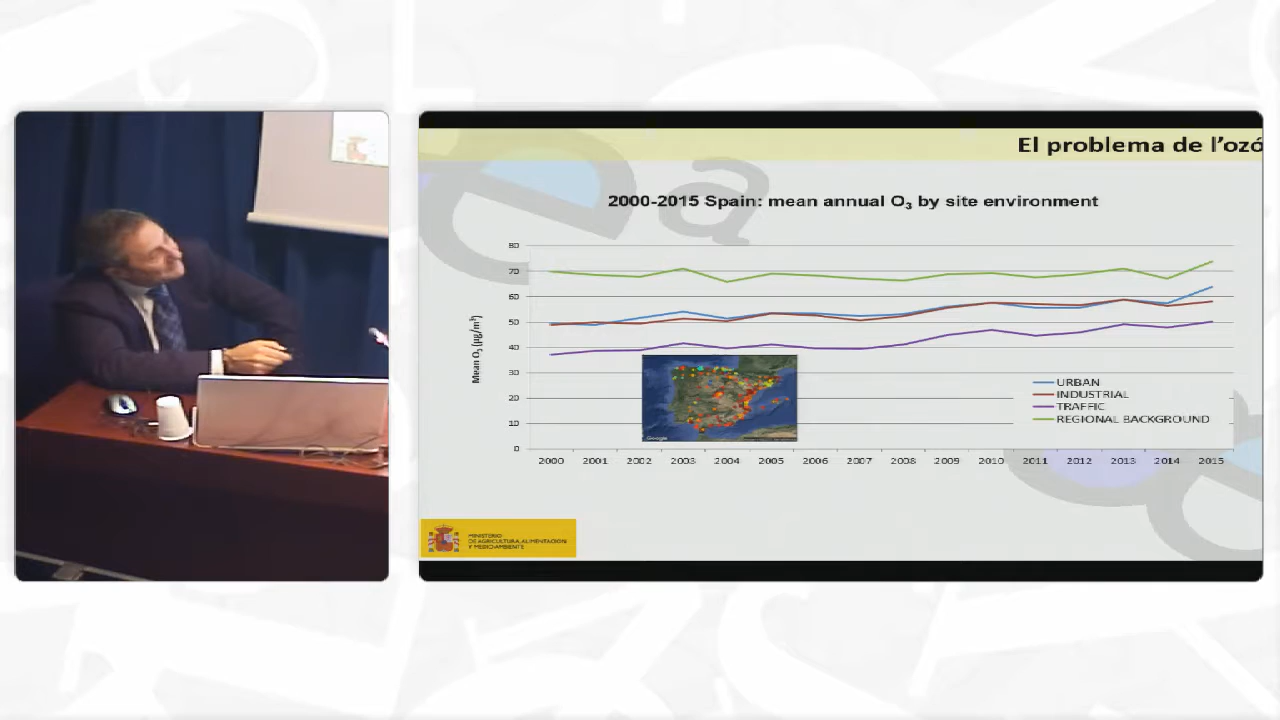 El problema de l'ozó
2000-2015 Spain: mean annual O₃ by site environment
80
70
60
50
40
30
20
10
0
Mean O₃ (µg/m³)
2000 2001 2002 2003 2004 2005 2006 2007 2008 2009 2010 2011 2012 2013 2014 2015
URBAN
INDUSTRIAL
TRAFFIC
REGIONAL BACKGROUND
Google
MINISTERIO
DE AGRICULTURA, ALIMENTACIÓN
Y MEDIO AMBIENTE